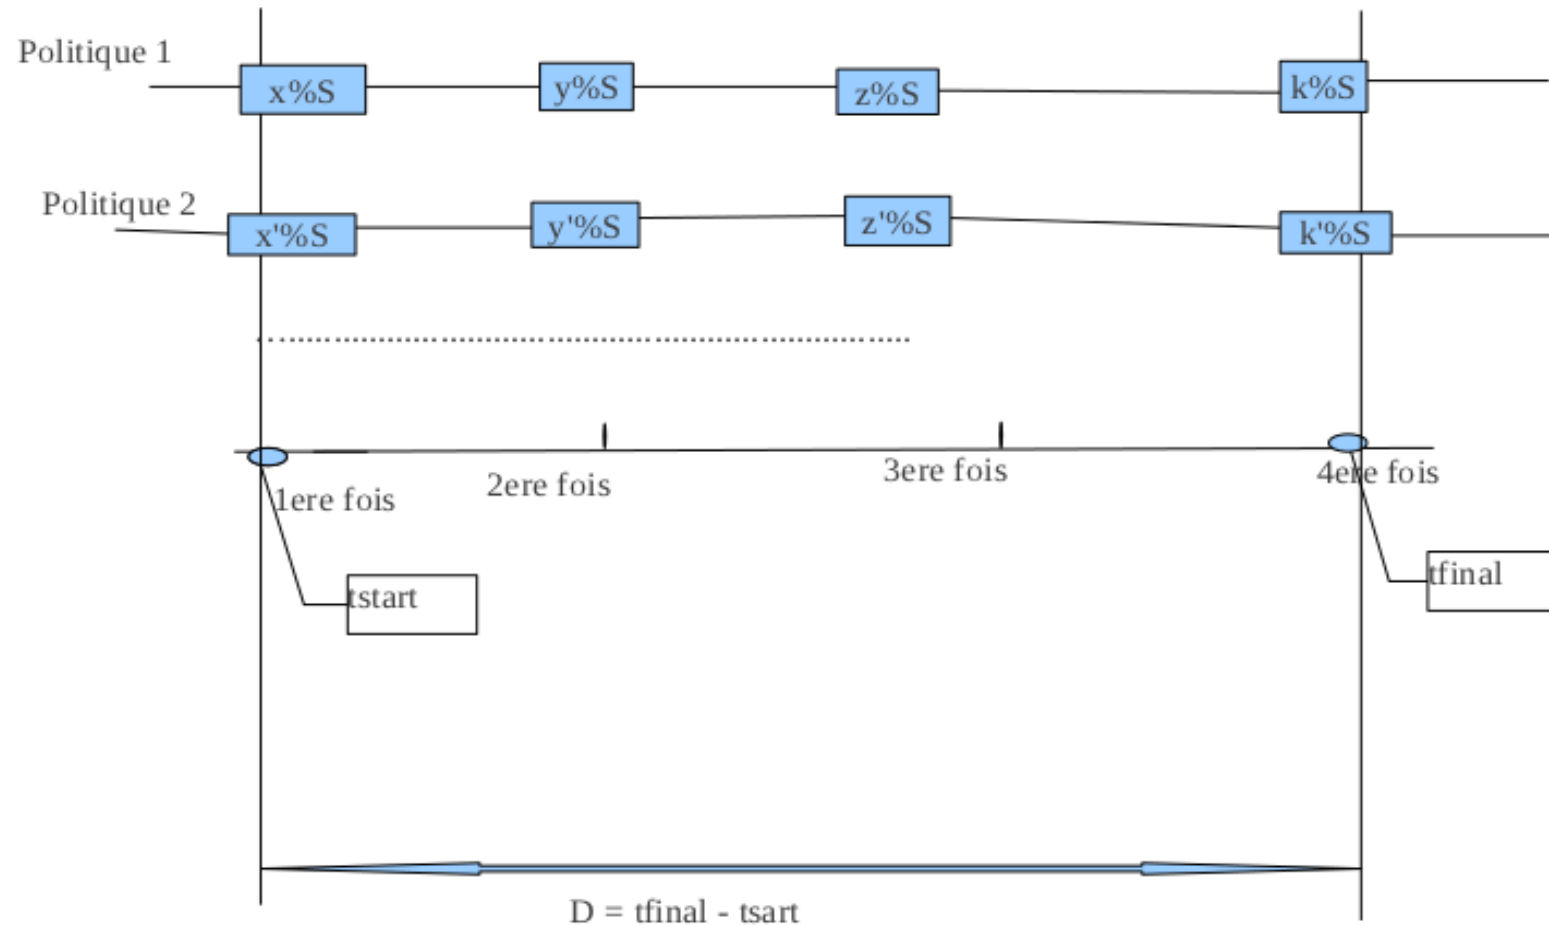 Politique 1
x%S y%S z%S k%S
Politique 2
x'%S y'%S z'%S k'%S
1ere fois 2ere fois 3ere fois 4ere fois
tstart
tfinal
D = tfinal - tsart